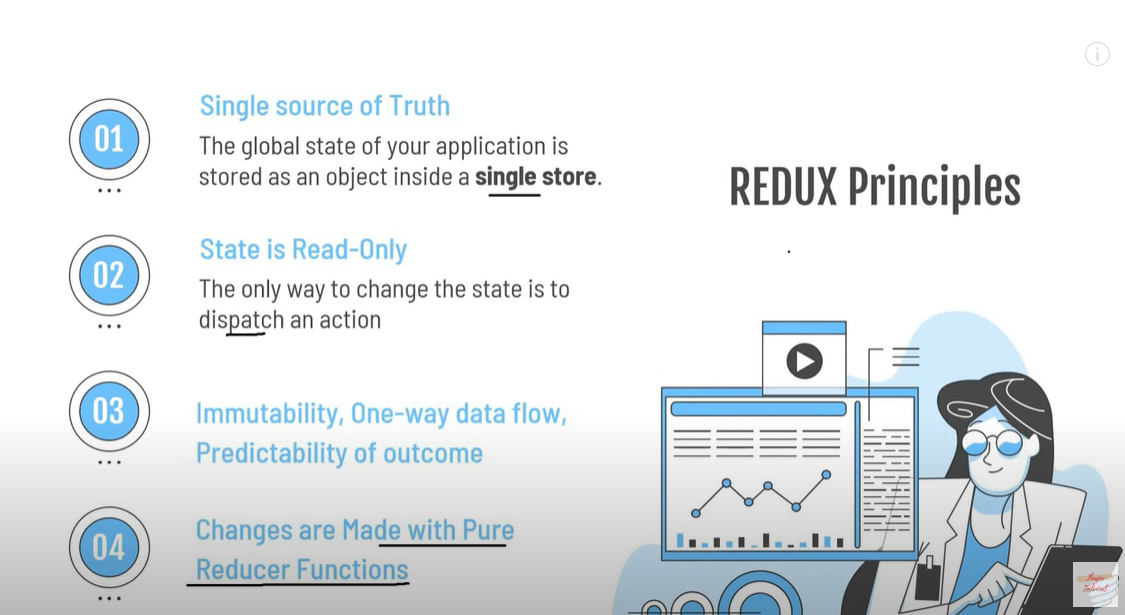 01
Single source of Truth
The global state of your application is
stored as an object inside a single store.
REDUX Principles
02
State is Read-Only
The only way to change the state is to
dispatch an action
03
Immutability, One-way data flow,
Predictability of outcome
04
Changes are Made with Pure
Reducer Functions